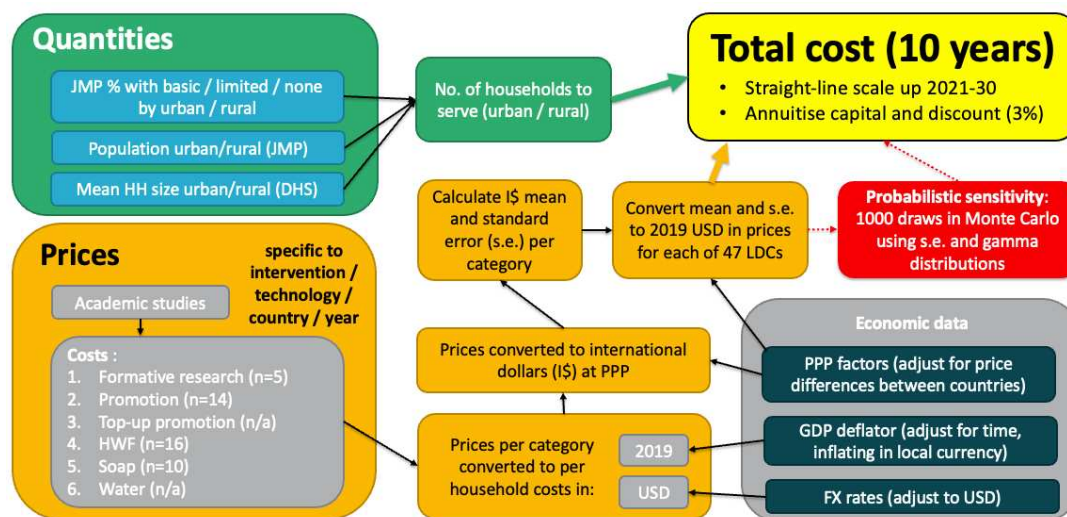 Quantities
JMP % with basic / limited / none
by urban / rural
Population urban/rural (JMP)
Mean HH size urban/rural (DHS)
No. of households to
serve (urban / rural)
Total cost (10 years)
• Straight-line scale up 2021-30
• Annuitise capital and discount (3%)
Prices
specific to
intervention /
technology /
country / year
Academic studies
Costs :
1. Formative research (n=5)
2. Promotion (n=14)
3. Top-up promotion (n/a)
4. HWF (n=16)
5. Soap (n=10)
6. Water (n/a)
Calculate I$ mean
and standard
error (s.e.) per
category
Convert mean and s.e.
to 2019 USD in prices
for each of 47 LDCs
Probabilistic sensitivity:
1000 draws in Monte Carlo
using s.e. and gamma
distributions
Prices converted to international
dollars (I$) at PPP
Prices per category
converted to per
household costs in:
2019
USD
Economic data
PPP factors (adjust for price
differences between countries)
GDP deflator (adjust for time,
inflating in local currency)
FX rates (adjust to USD)